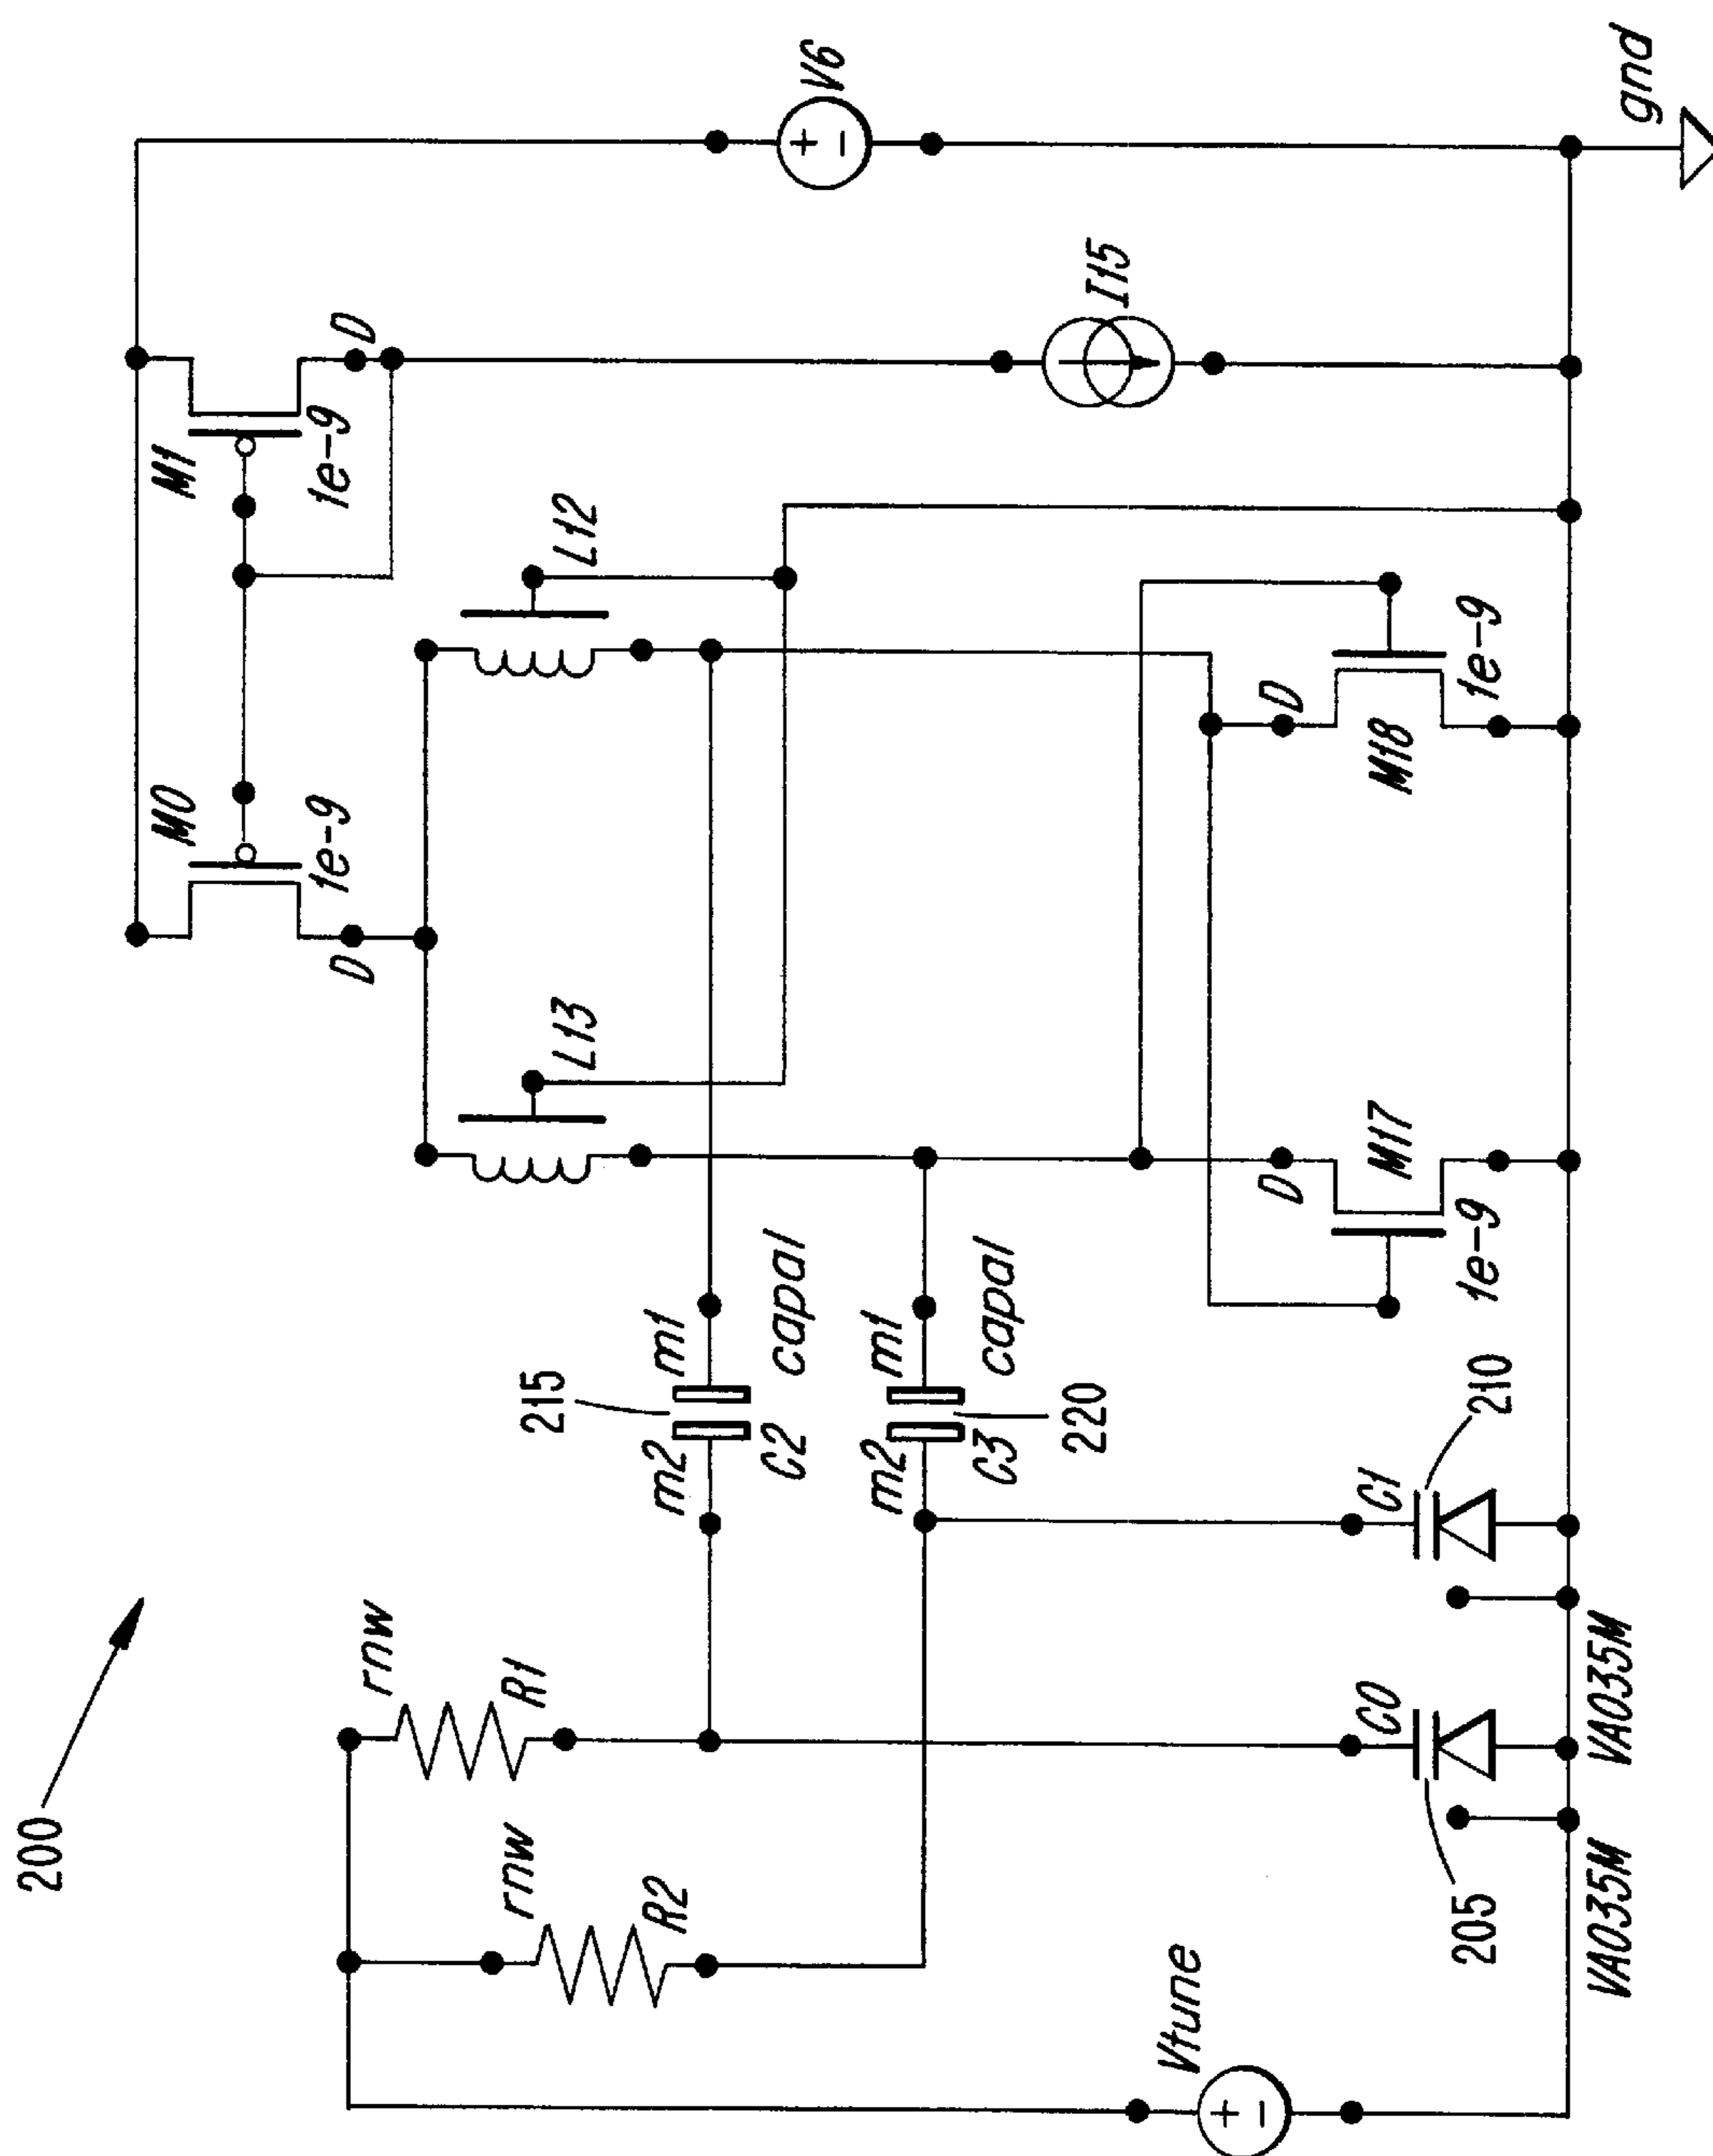 200
Vtune
rnw
R2
rnw
R1
215
m2
m1
C2
capal
m2
m1
C3
capal
220
205
C0
C1
210
VA035M
VA035M
M0
1e-9
D
M1
1e-9
D
L13
L12
D
M17
1e-9
D
M18
1e-9
I15
V6
+
−
+
−
gnd